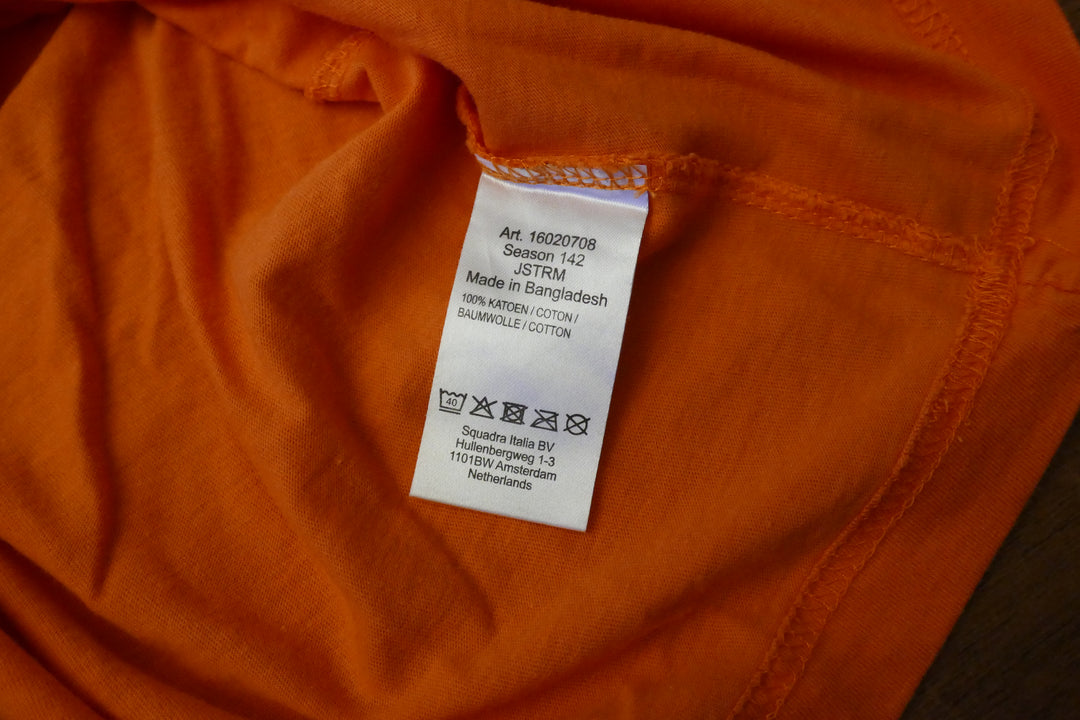 Art. 16020708
Season 142
JSTRM
Made in Bangladesh
100% KATOEN / COTON /
BAUMWOLLE / COTTON
40
Squadra Italia BV
Hullenbergweg 1-3
1101BW Amsterdam
Netherlands